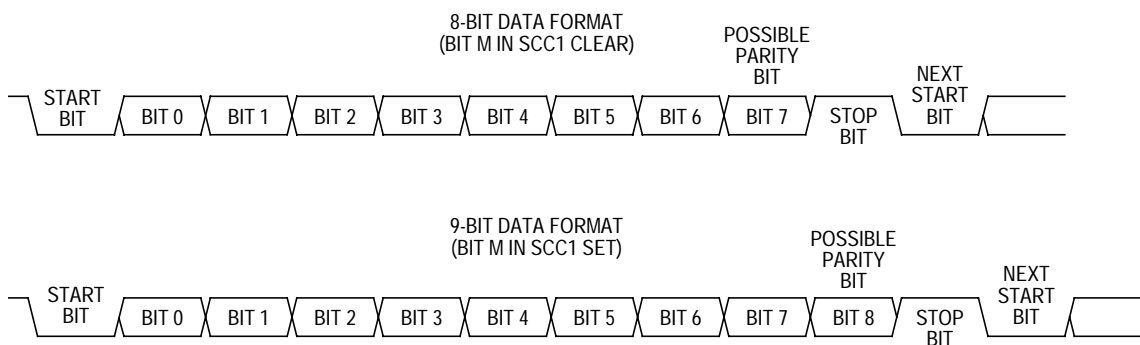 8-BIT DATA FORMAT
(BIT M IN SCC1 CLEAR)
POSSIBLE
PARITY
BIT
START
BIT
BIT 0
BIT 1
BIT 2
BIT 3
BIT 4
BIT 5
BIT 6
BIT 7
STOP
BIT
NEXT
START
BIT
9-BIT DATA FORMAT
(BIT M IN SCC1 SET)
POSSIBLE
PARITY
BIT
START
BIT
BIT 0
BIT 1
BIT 2
BIT 3
BIT 4
BIT 5
BIT 6
BIT 7
BIT 8
STOP
BIT
NEXT
START
BIT